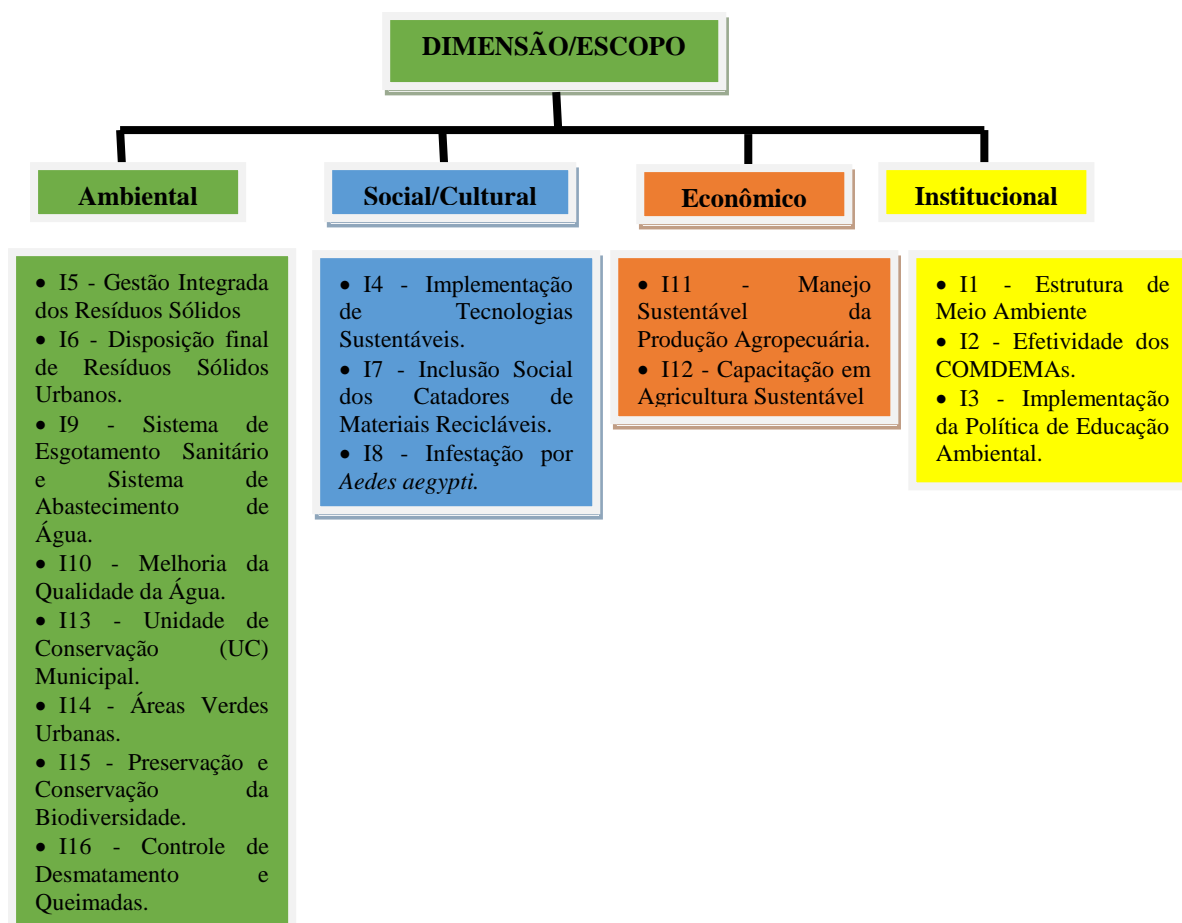 DIMENSÃO/ESCOPO
Ambiental
Social/Cultural
Econômico
Institucional
• I5 - Gestão Integrada
dos Resíduos Sólidos
• I6 - Disposição final
de Resíduos Sólidos
Urbanos.
• I9 - Sistema de
Esgotamento Sanitário
e Sistema de
Abastecimento de
Água.
• I10 - Melhoria da
Qualidade da Água.
• I13 - Unidade de
Conservação (UC)
Municipal.
• I14 - Áreas Verdes
Urbanas.
• I15 - Preservação e
Conservação da
Biodiversidade.
• I16 - Controle de
Desmatamento e
Queimadas.
• I4 - Implementação
de Tecnologias
Sustentáveis.
• I7 - Inclusão Social
dos Catadores de
Materiais Recicláveis.
• I8 - Infestação por
Aedes aegypti.
• I11 - Manejo
Sustentável da
Produção Agropecuária.
• I12 - Capacitação em
Agricultura Sustentável
• I1 - Estrutura de
Meio Ambiente
• I2 - Efetividade dos
COMDEMAs.
• I3 - Implementação
da Política de Educação
Ambiental.